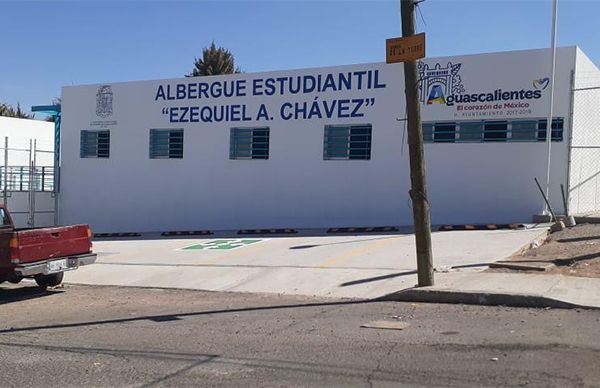 ALBERGUE ESTUDIANTIL
"EZEQUIEL A. CHÁVEZ"
Aguascalientes
El corazón de México
H. AYUNTAMIENTO 2017-2019